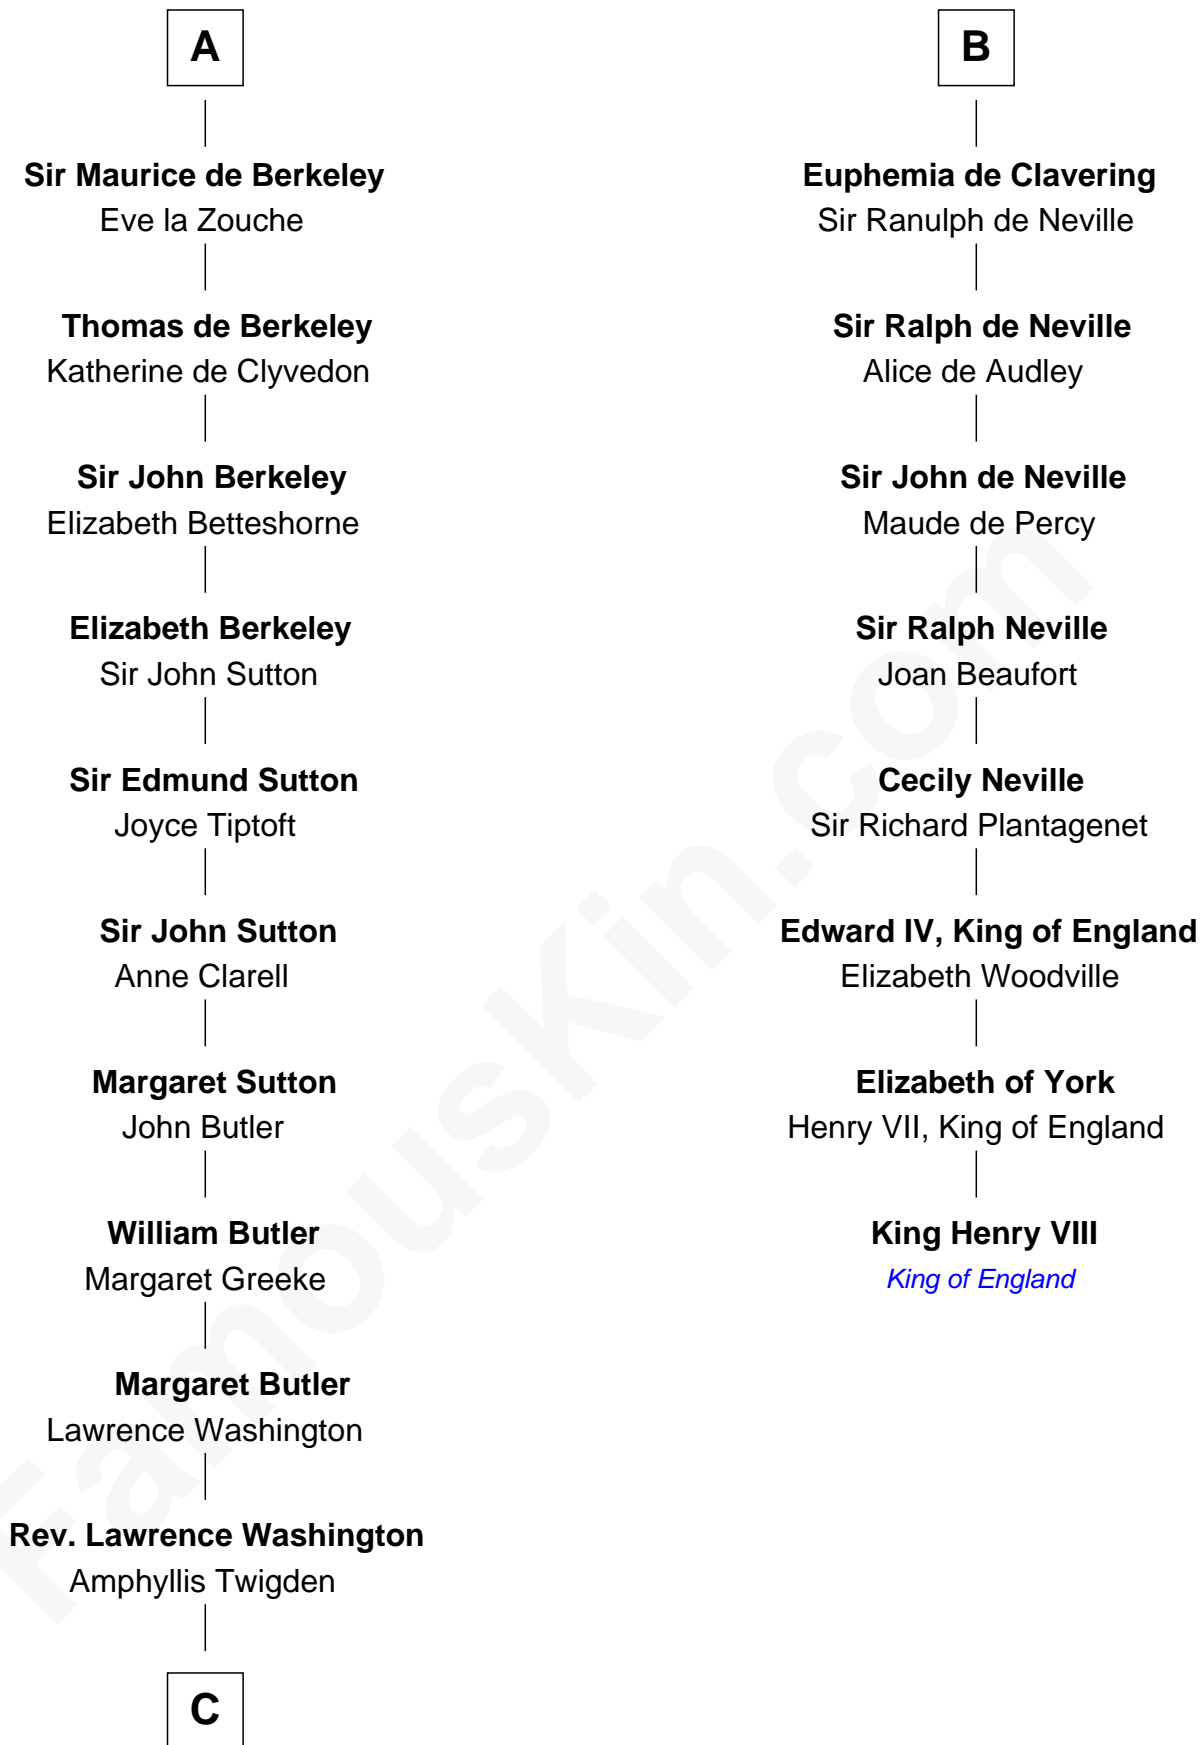 A
Sir Maurice de Berkeley
Eve la Zouche
Thomas de Berkeley
Katherine de Clyvedon
Sir John Berkeley
Elizabeth Betteshorne
Elizabeth Berkeley
Sir John Sutton
Sir Edmund Sutton
Joyce Tiptoft
Sir John Sutton
Anne Clarell
Margaret Sutton
John Butler
William Butler
Margaret Greeke
Margaret Butler
Lawrence Washington
Rev. Lawrence Washington
Amphyllis Twigden
C
B
Euphemia de Clavering
Sir Ranulph de Neville
Sir Ralph de Neville
Alice de Audley
Sir John de Neville
Maude de Percy
Sir Ralph Neville
Joan Beaufort
Cecily Neville
Sir Richard Plantagenet
Edward IV, King of England
Elizabeth Woodville
Elizabeth of York
Henry VII, King of England
King Henry VIII
King of England
FamousKin.com